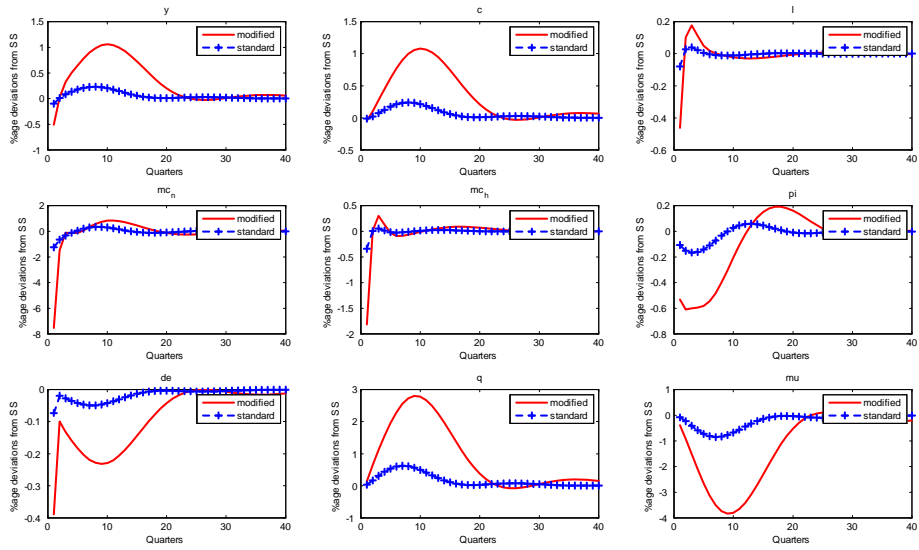 y
%age deviations from SS
1.5
1
0.5
0
-0.5
-1
0 10 20 30 40
Quarters
modified
standard
c
%age deviations from SS
1.5
1
0.5
0
-0.5
0 10 20 30 40
Quarters
modified
standard
l
%age deviations from SS
0.2
0
-0.2
-0.4
-0.6
0 10 20 30 40
Quarters
modified
standard
mc_n
%age deviations from SS
2
0
-2
-4
-6
-8
0 10 20 30 40
Quarters
modified
standard
mc_h
%age deviations from SS
0.5
0
-0.5
-1
-1.5
-2
0 10 20 30 40
Quarters
modified
standard
pi
%age deviations from SS
0.2
0
-0.2
-0.4
-0.6
-0.8
0 10 20 30 40
Quarters
modified
standard
de
%age deviations from SS
0
-0.1
-0.2
-0.3
-0.4
0 10 20 30 40
Quarters
modified
standard
q
%age deviations from SS
3
2
1
0
-1
0 10 20 30 40
Quarters
modified
standard
mu
%age deviations from SS
1
0
-1
-2
-3
-4
0 10 20 30 40
Quarters
modified
standard